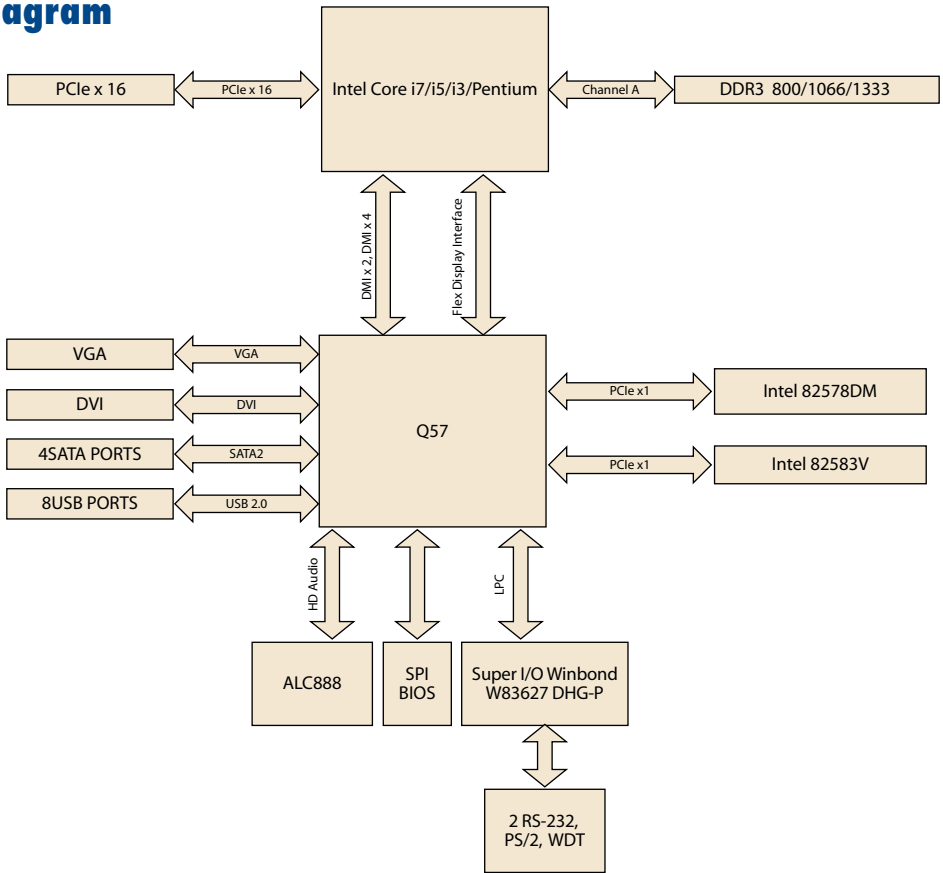 agram
PCIe x 16
PCIe x 16
Intel Core i7/i5/i3/Pentium
Channel A
DDR3 800/1066/1333
DMI x 2, DMI x 4
Flex Display Interface
VGA
VGA
DVI
DVI
4SATA PORTS
SATA2
8USB PORTS
USB 2.0
Q57
PCIe x1
Intel 82578DM
PCIe x1
Intel 82583V
HD Audio
LPC
ALC888
SPI
BIOS
Super I/O Winbond
W83627 DHG-P
2 RS-232,
PS/2, WDT